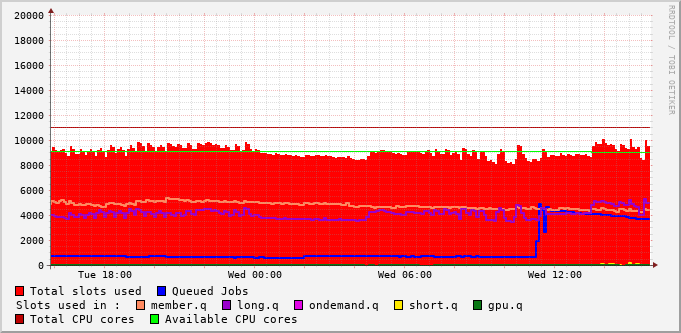 RRDTOOL / TOBI OETIKER
20000
18000
16000
14000
12000
10000
8000
6000
4000
2000
0
Tue 18:00 Wed 00:00 Wed 06:00 Wed 12:00
Total slots used Queued Jobs
Slots used in : member.q long.q ondemand.q short.q gpu.q
Total CPU cores Available CPU cores